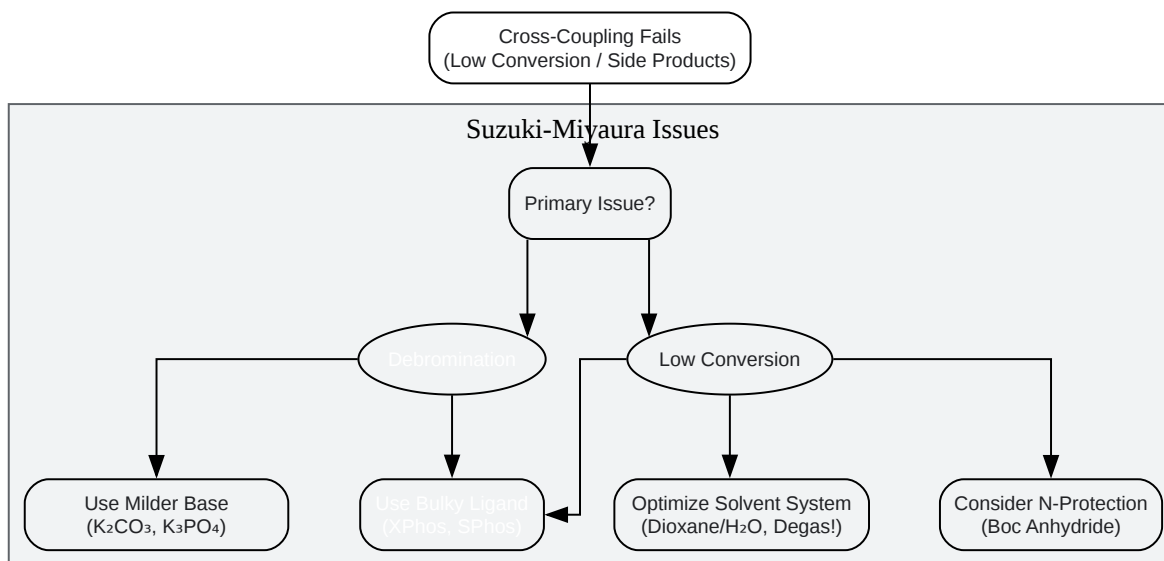 Cross-Coupling Fails
(Low Conversion / Side Products)
Suzuki-Miyaura Issues
Primary Issue?
Debromination
Low Conversion
Use Milder Base
(K₂CO₃, K₃PO₄)
Use Bulky Ligand
(XPhos, SPhos)
Optimize Solvent System
(Dioxane/H₂O, Degas!)
Consider N-Protection
(Boc Anhydride)